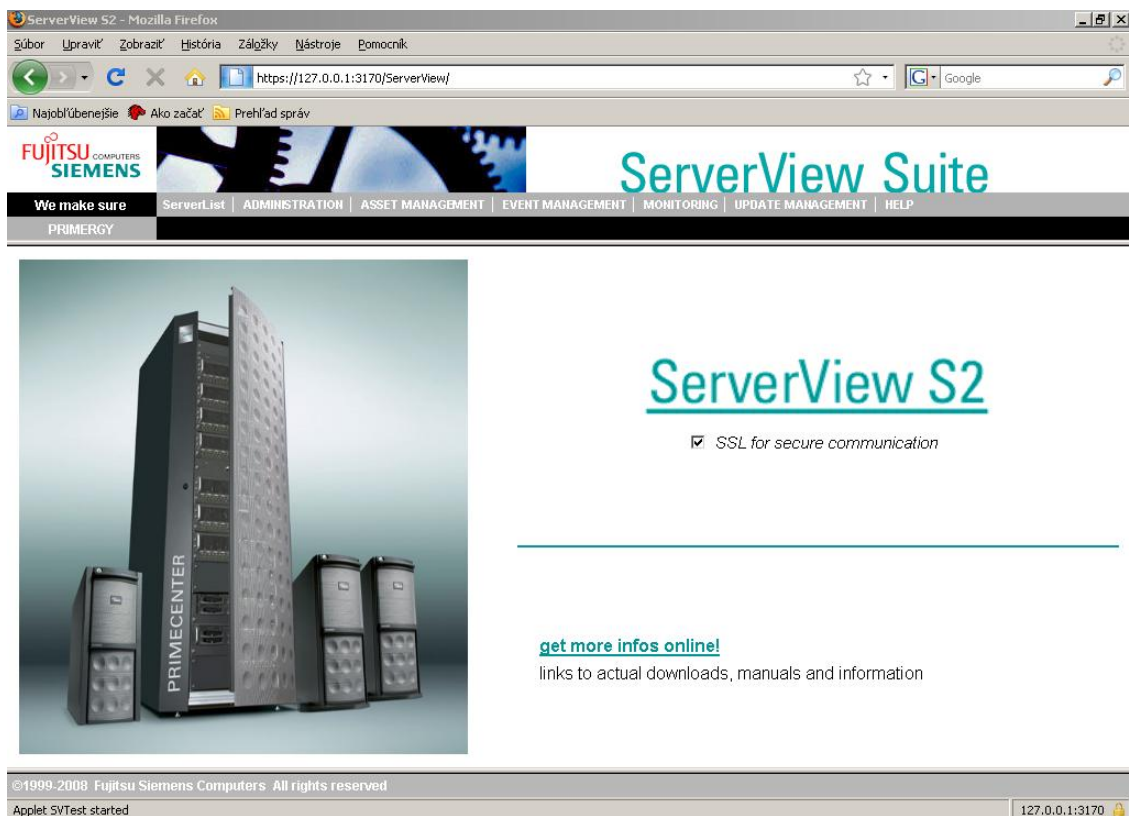 ServerView S2 - Mozilla Firefox
Súbor Upraviť Zobraziť História Záložky Nástroje Pomocník
https://127.0.0.1:3170/ServerView/
G Google
Najobľúbenejšie Ako začať Prehľad správ
FUJITSU COMPUTERS
SIEMENS
ServerView Suite
We make sure ServerList | ADMINISTRATION | ASSET MANAGEMENT | EVENT MANAGEMENT | MONITORING | UPDATE MANAGEMENT | HELP
PRIMERGY
PRIMECENTER
ServerView S2
SSL for secure communication
get more infos online!
links to actual downloads, manuals and information
©1999-2008 Fujitsu Siemens Computers All rights reserved
Applet SVTest started 127.0.0.1:3170